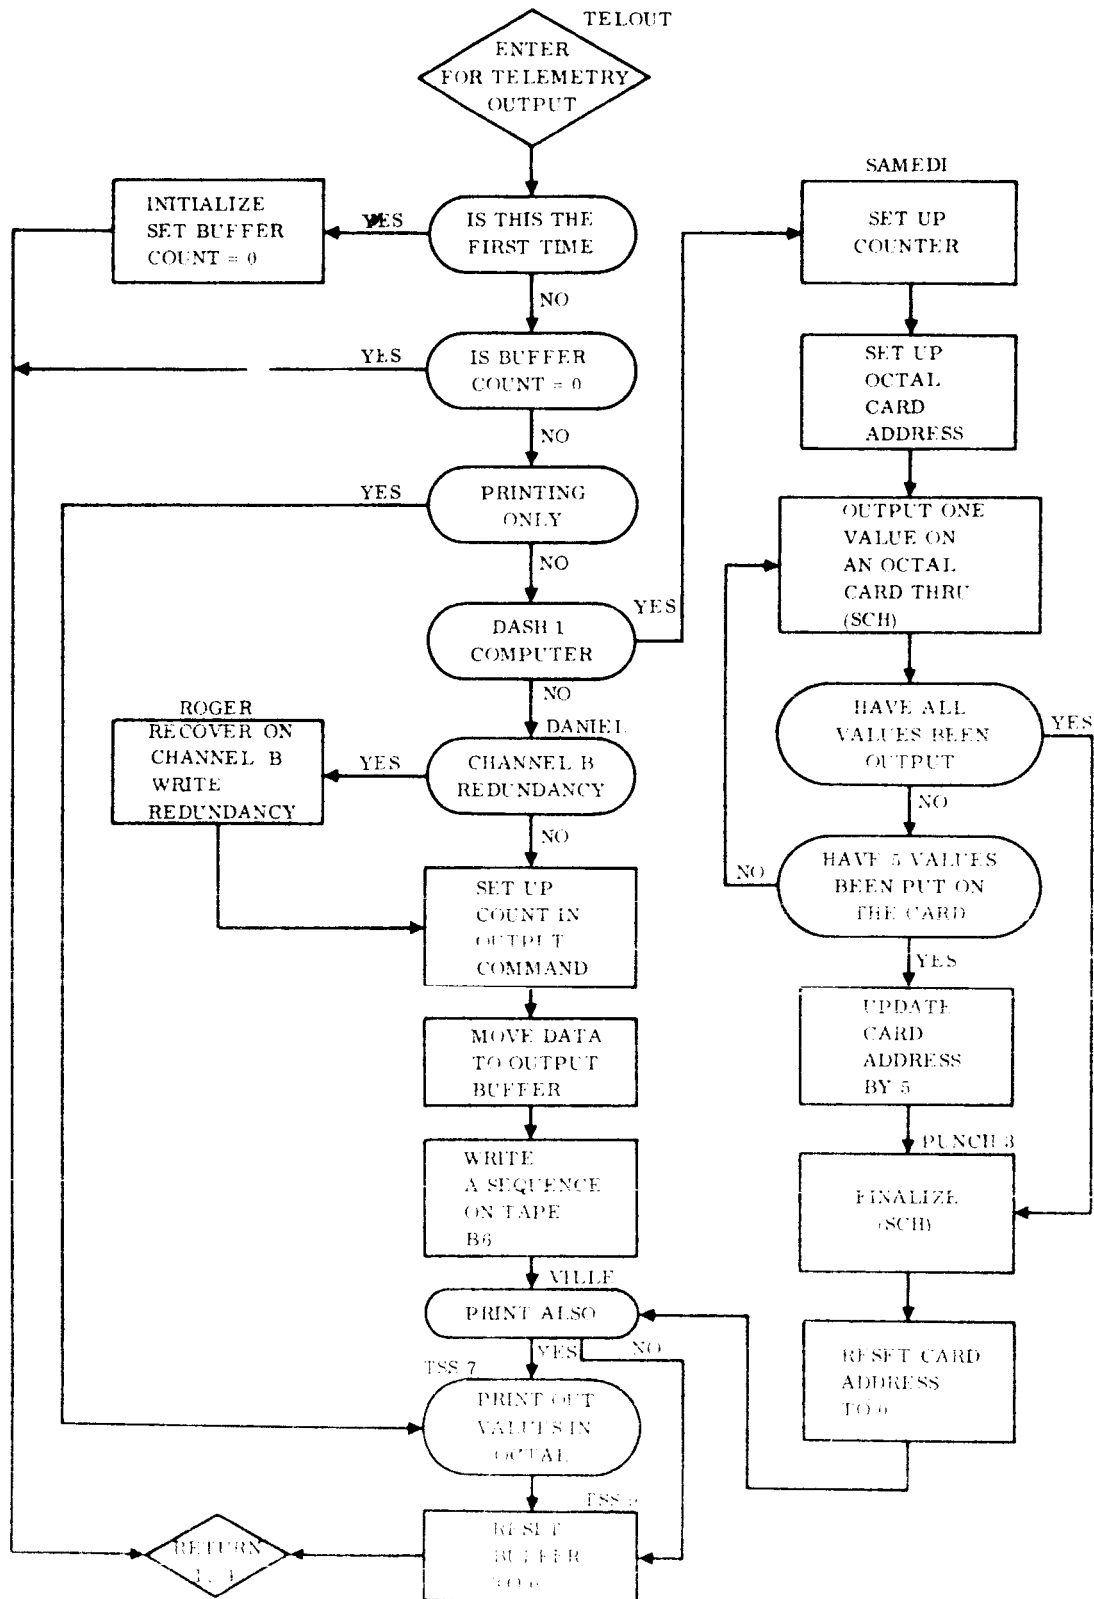 TELOUT
ENTER
FOR TELEMETRY
OUTPUT
IS THIS THE
FIRST TIME
YES
INITIALIZE
SET BUFFER
COUNT = 0
NO
IS BUFFER
COUNT = 0
YES
NO
PRINTING
ONLY
YES
NO
DASH 1
COMPUTER
YES
NO
DANIEL
CHANNEL B
REDUNDANCY
YES
ROGER
RECOVER ON
CHANNEL B
WRITE
REDUNDANCY
NO
SET UP
COUNT IN
OUTPUT
COMMAND
MOVE DATA
TO OUTPUT
BUFFER
WRITE
A SEQUENCE
ON TAPE
B6
VILLE
PRINT ALSO
YES
NO
TSS 7
PRINT OUT
VALUES IN
OCTAL
RESET
BUFFER
TO 0
RETURN
SAMEDI
SET UP
COUNTER
SET UP
OCTAL
CARD
ADDRESS
OUTPUT ONE
VALUE ON
AN OCTAL
CARD THRU
(SCH)
HAVE ALL
VALUES BEEN
OUTPUT
YES
NO
HAVE 5 VALUES
BEEN PUT ON
THE CARD
NO
YES
UPDATE
CARD
ADDRESS
BY 5
PUNCH 3
FINALIZE
(SCH)
RESET CARD
ADDRESS
TO 0